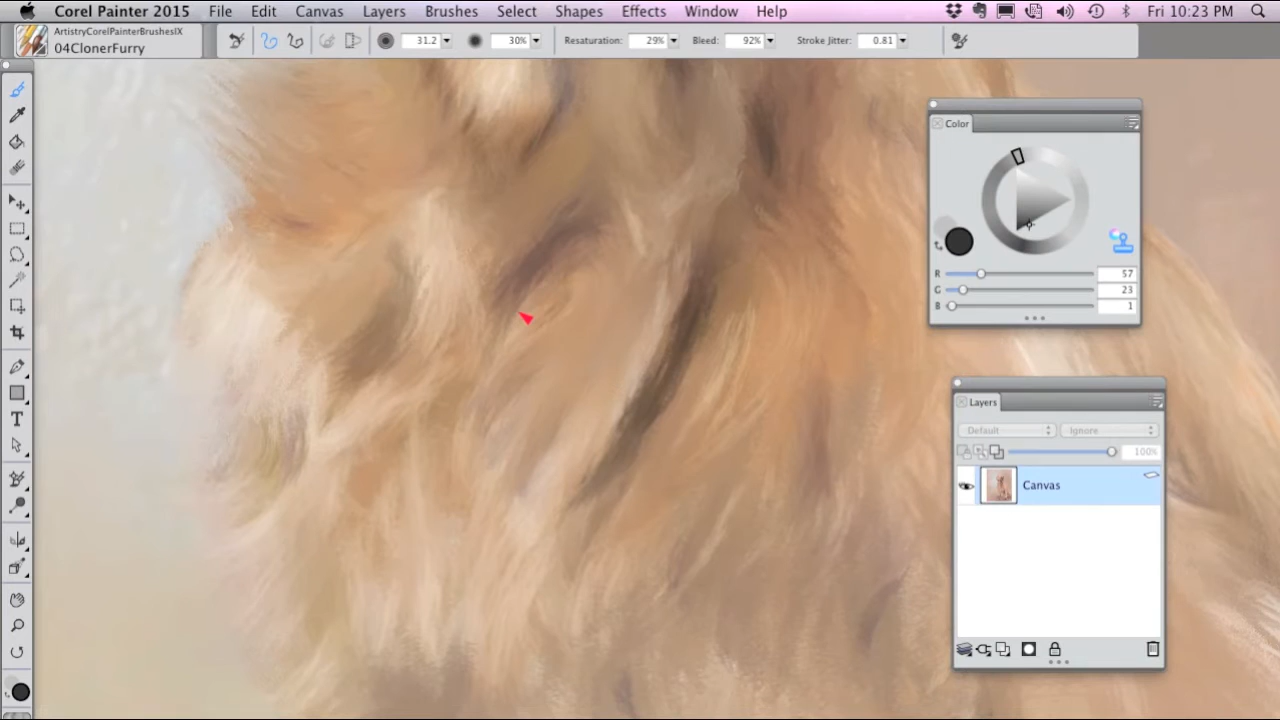 Corel Painter 2015 File Edit Canvas Layers Brushes Select Shapes Effects Window Help Fri 10:23 PM
ArtistryCorelPainterBrushesIX
04ClonerFurry
31.2 30% Resaturation: 29% Bleed: 92% Stroke Jitter: 0.81
Color
R 57
G 23
B 1
Layers
Default Ignore
100%
Canvas
T